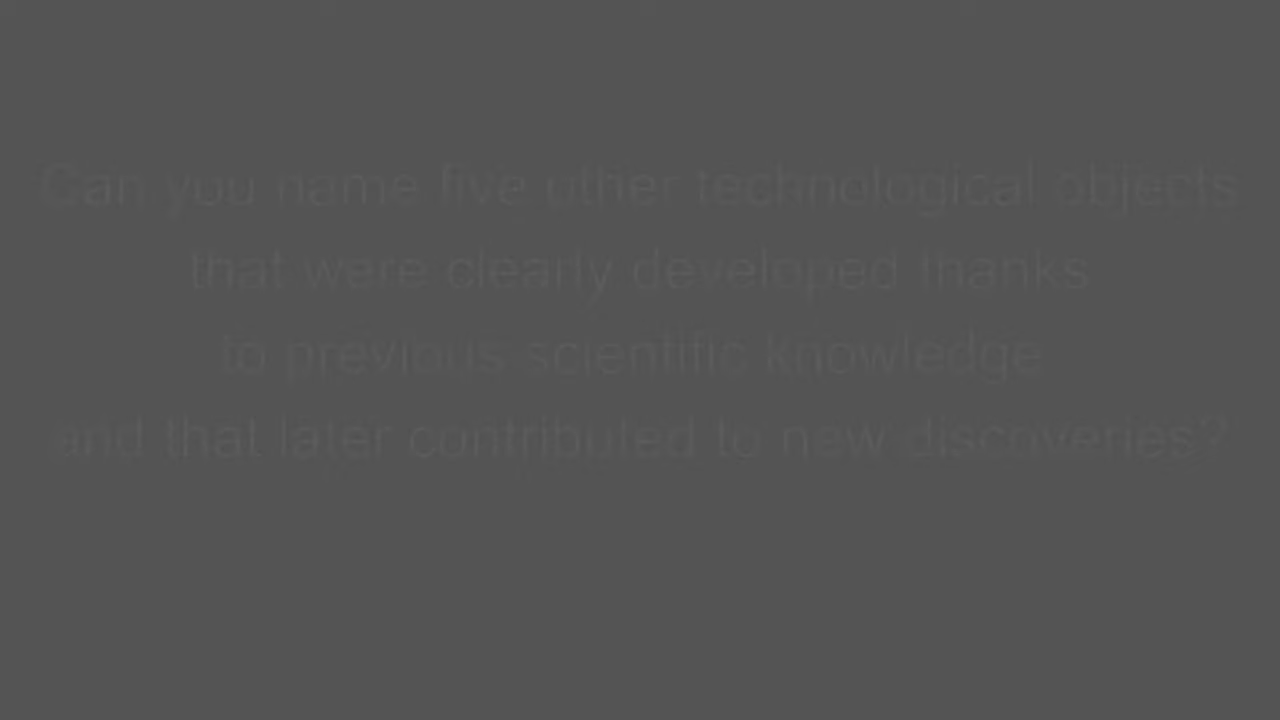 Can you name five other technological objects
that were clearly developed thanks
to previous scientific knowledge
and that later contributed to new discoveries?